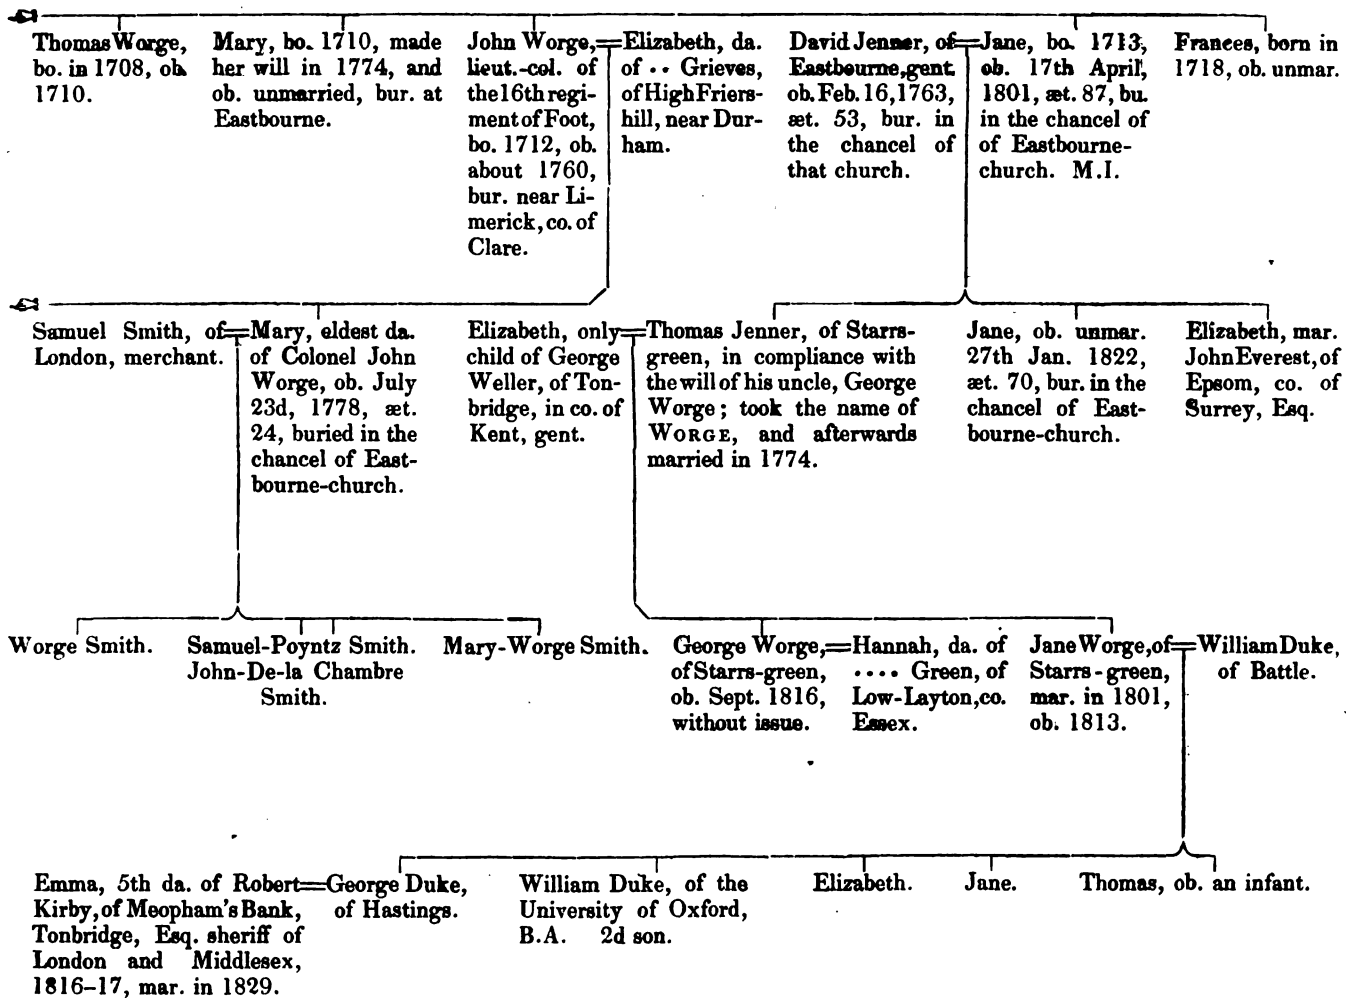 Thomas Worge,
bo. in 1708, ob.
1710.
Mary, bo. 1710, made
her will in 1774, and
ob. unmarried, bur. at
Eastbourne.
John Worge,
lieut.-col. of
the 16th regi-
ment of Foot,
bo. 1712, ob.
about 1760,
bur. near Li-
merick, co. of
Clare.
Elizabeth, da.
of ·· Grieves,
of High Friers-
hill, near Dur-
ham.
David Jenner, of
Eastbourne, gent.
ob. Feb. 16, 1763,
æt. 53, bur. in
the chancel of
that church.
Jane, bo. 1713,
ob. 17th April,
1801, æt. 87, bu.
in the chancel of
of Eastbourne-
church. M.I.
Frances, born in
1718, ob. unmar.
Samuel Smith, of
London, merchant.
Mary, eldest da.
of Colonel John
Worge, ob. July
23d, 1778, æt.
24, buried in the
chancel of East-
bourne-church.
Elizabeth, only
child of George
Weller, of Ton-
bridge, in co. of
Kent, gent.
Thomas Jenner, of Starrs-
green, in compliance with
the will of his uncle, George
Worge; took the name of
WORGE, and afterwards
married in 1774.
Jane, ob. unmar.
27th Jan. 1822,
æt. 70, bur. in the
chancel of East-
bourne-church.
Elizabeth, mar.
John Everest, of
Epsom, co. of
Surrey, Esq.
Worge Smith.
Samuel-Poyntz Smith.
John-De-la Chambre
Smith.
Mary-Worge Smith.
George Worge,
of Starrs-green,
ob. Sept. 1816,
without issue.
Hannah, da. of
···· Green, of
Low-Layton, co.
Essex.
Jane Worge, of
Starrs-green,
mar. in 1801,
ob. 1813.
William Duke,
of Battle.
Emma, 5th da. of Robert
Kirby, of Meopham's Bank,
Tonbridge, Esq. sheriff of
London and Middlesex,
1816-17, mar. in 1829.
George Duke,
of Hastings.
William Duke, of the
University of Oxford,
B.A. 2d son.
Elizabeth.
Jane.
Thomas, ob. an infant.